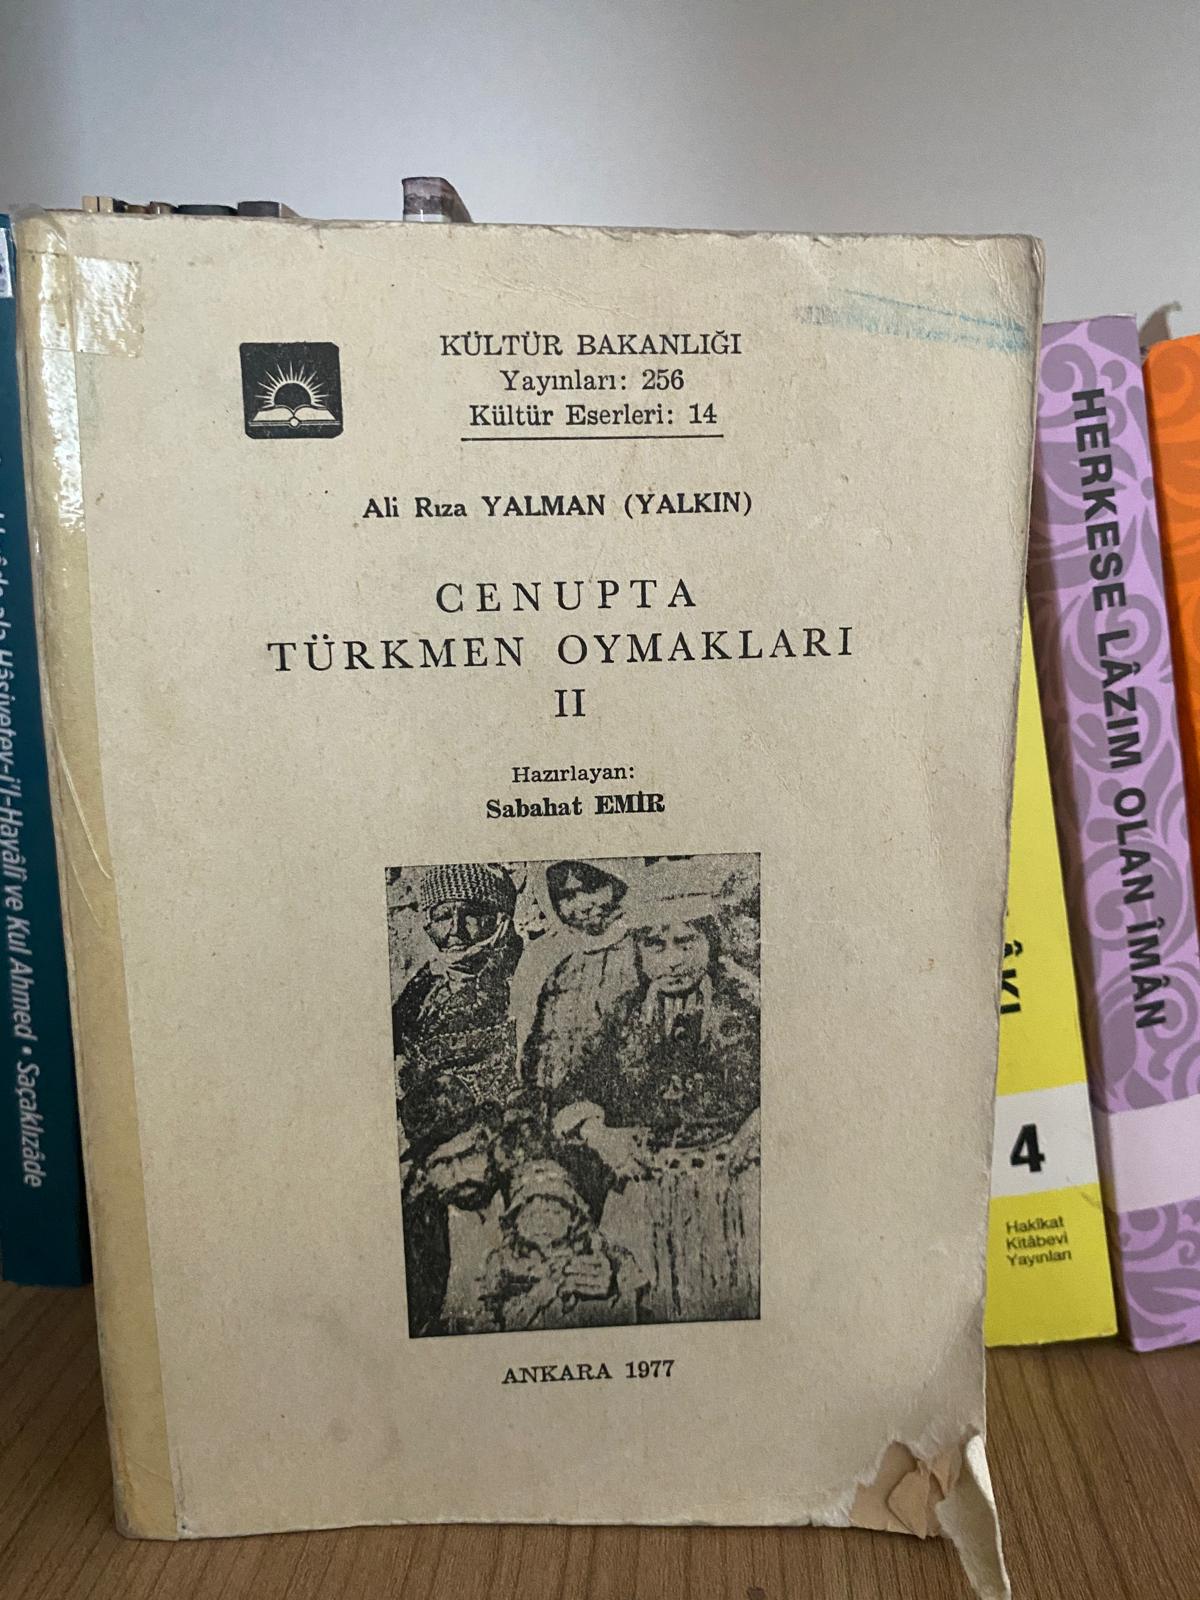 KÜLTÜR BAKANLIĞI
Yayınları: 256
Kültür Eserleri: 14
Ali Rıza YALMAN (YALKIN)
CENUPTA
TÜRKMEN OYMAKLARI
II
Hazırlayan:
Sabahat EMİR
ANKARA 1977
Hâşiyetey-i'l-Hayâlî ve Kul Ahmed • Saçaklızâde
4
Hakîkat
Kitâbevi
Yayınları
HERKESE LÂZIM OLAN ÎMÂN